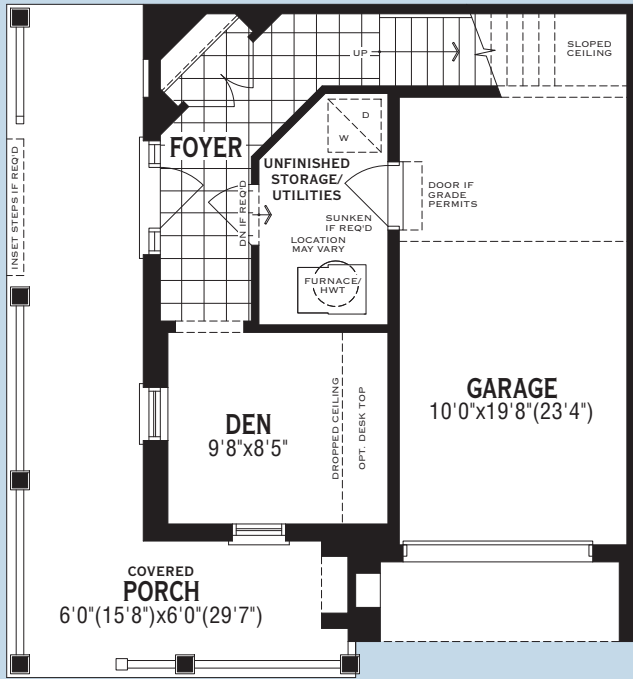 UP
SLOPED
CEILING
D
W
FOYER
UNFINISHED
STORAGE/
UTILITIES
DOOR IF
GRADE
PERMITS
INSET STEPS IF REQ'D
DN IF REQ'D
SUNKEN
IF REQ'D
LOCATION
MAY VARY
FURNACE/
HWT
DEN
9'8"x8'5"
DROPPED CEILING
OPT. DESK TOP
GARAGE
10'0"x19'8"(23'4")
COVERED
PORCH
6'0"(15'8")x6'0"(29'7")